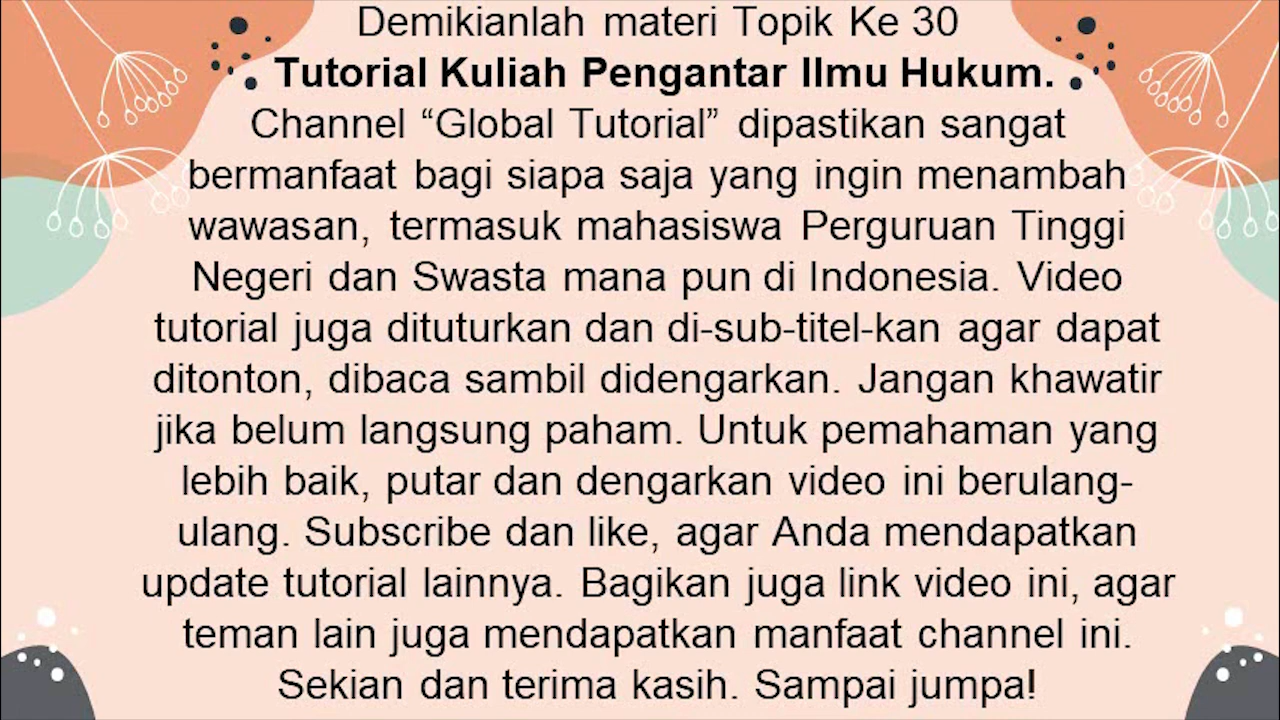 Demikianlah materi Topik Ke 30
Tutorial Kuliah Pengantar Ilmu Hukum.
Channel “Global Tutorial” dipastikan sangat
bermanfaat bagi siapa saja yang ingin menambah
wawasan, termasuk mahasiswa Perguruan Tinggi
Negeri dan Swasta mana pun di Indonesia. Video
tutorial juga dituturkan dan di-sub-titel-kan agar dapat
ditonton, dibaca sambil didengarkan. Jangan khawatir
jika belum langsung paham. Untuk pemahaman yang
lebih baik, putar dan dengarkan video ini berulang-
ulang. Subscribe dan like, agar Anda mendapatkan
update tutorial lainnya. Bagikan juga link video ini, agar
teman lain juga mendapatkan manfaat channel ini.
Sekian dan terima kasih. Sampai jumpa!